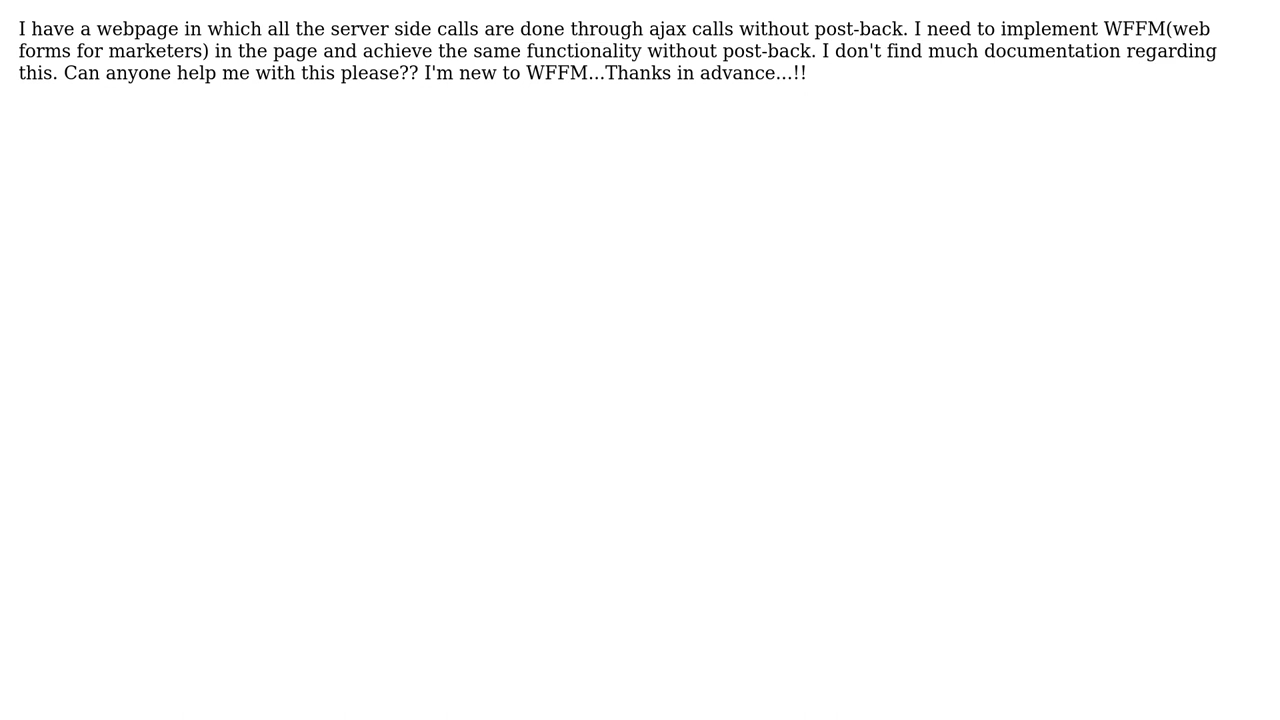 I have a webpage in which all the server side calls are done through ajax calls without post-back. I need to implement WFFM(web
forms for marketers) in the page and achieve the same functionality without post-back. I don't find much documentation regarding
this. Can anyone help me with this please?? I'm new to WFFM...Thanks in advance...!!